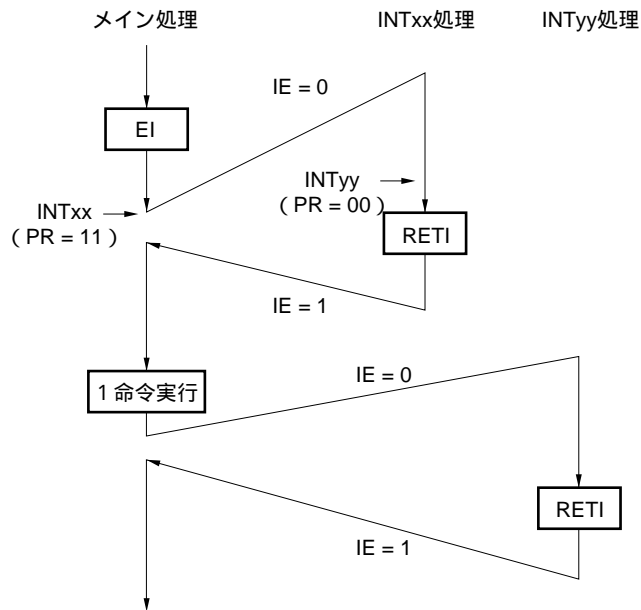 メイン処理
INTxx処理
INTyy処理
IE = 0
EI
INTxx
( PR = 11 )
INTyy
( PR = 00 )
RETI
IE = 1
1 命令実行
IE = 0
RETI
IE = 1